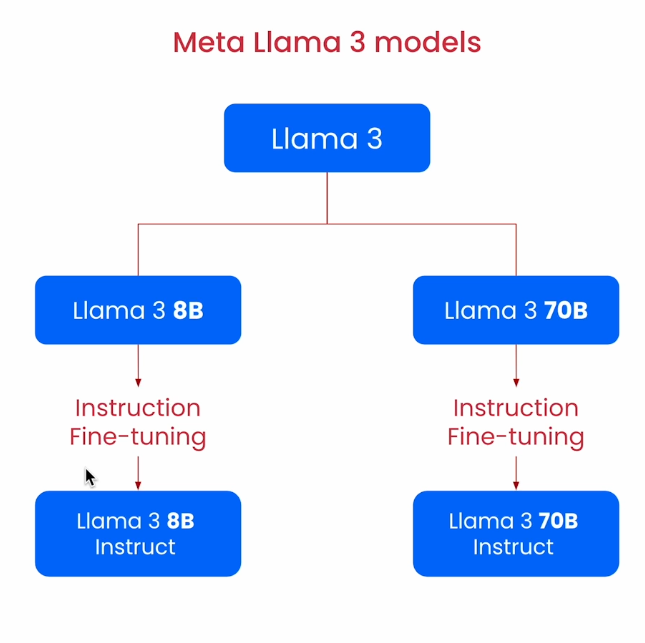 Meta Llama 3 models
Llama 3
Llama 3 8B
Llama 3 70B
Instruction
Fine-tuning
Instruction
Fine-tuning
Llama 3 8B
Instruct
Llama 3 70B
Instruct